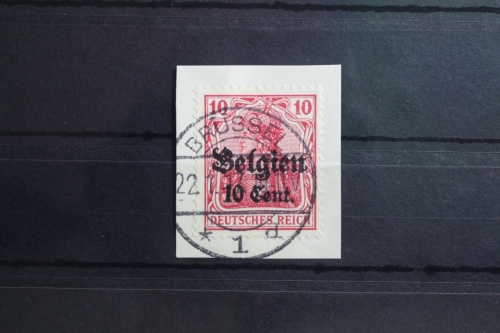 10 10
BRÜSSEL
Belgien
22
10 Cent.
DEUTSCHES REICH
* 1 d